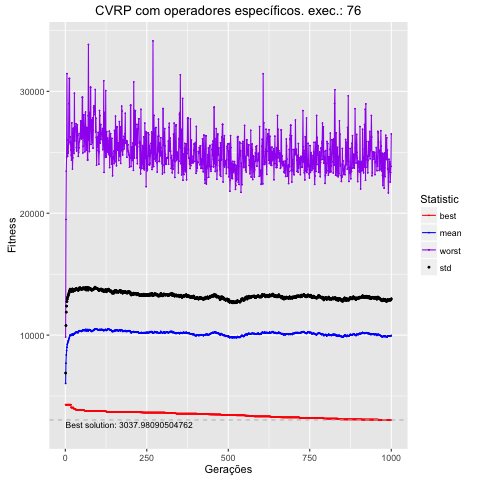 CVRP com operadores específicos. exec.: 76
Fitness
30000
20000
10000
Best solution: 3037.98090504762
0
250
500
750
1000
Gerações
Statistic
best
mean
worst
std